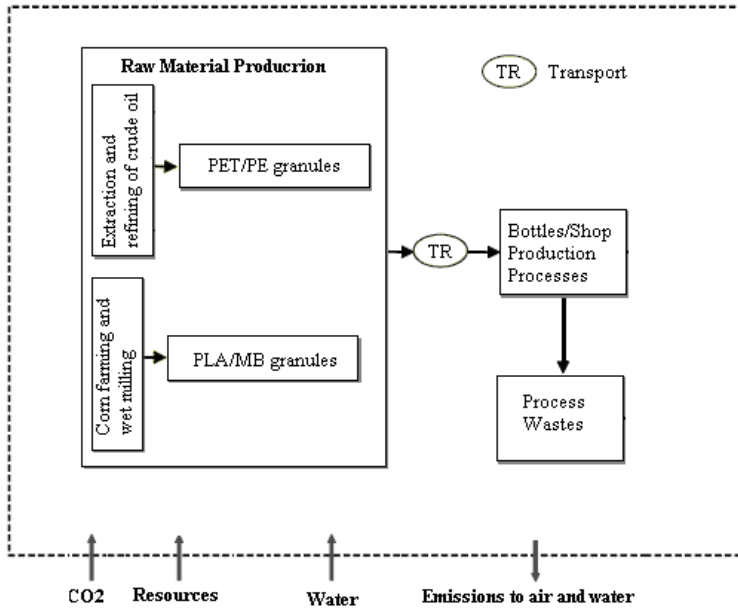 Raw Material Producrion
TR Transport
Extraction and
refining of crude oil
PET/PE granules
Bottles/Shop
Production
Processes
TR
Corn farming and
wet milling
PLA/MB granules
Process
Wastes
CO2 Resources Water Emissions to air and water